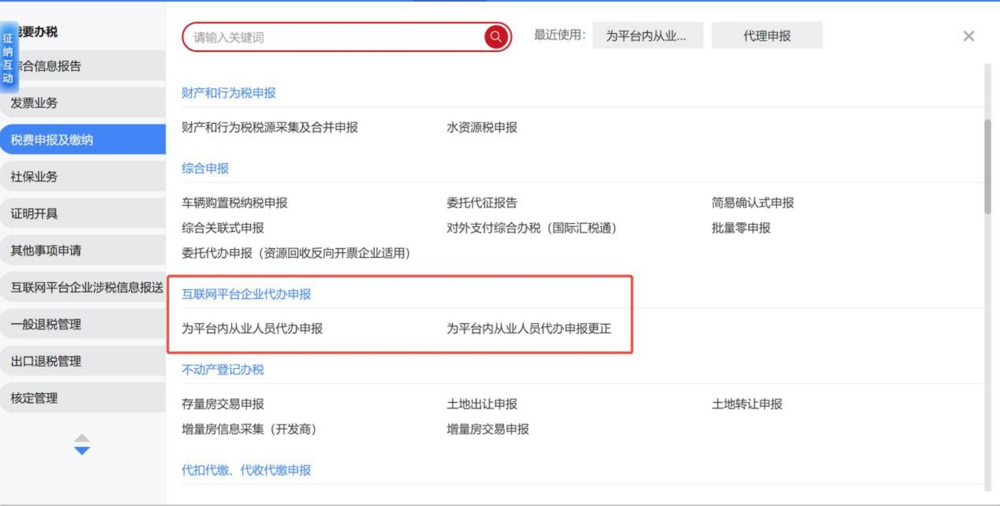 要办税
征纳互动
合信息报告
发票业务
税费申报及缴纳
社保业务
证明开具
其他事项申请
互联网平台企业涉税信息报送
一般退税管理
出口退税管理
核定管理
请输入关键词
最近使用：
为平台内从业...
代理申报
财产和行为税申报
财产和行为税税源采集及合并申报
水资源税申报
综合申报
车辆购置税纳税申报
委托代征报告
简易确认式申报
综合关联式申报
对外支付综合办税（国际汇税通）
批量零申报
委托代办申报（资源回收反向开票企业适用）
互联网平台企业代办申报
为平台内从业人员代办申报
为平台内从业人员代办申报更正
不动产登记办税
存量房交易申报
土地出让申报
土地转让申报
增量房信息采集（开发商）
增量房交易申报
代扣代缴、代收代缴申报